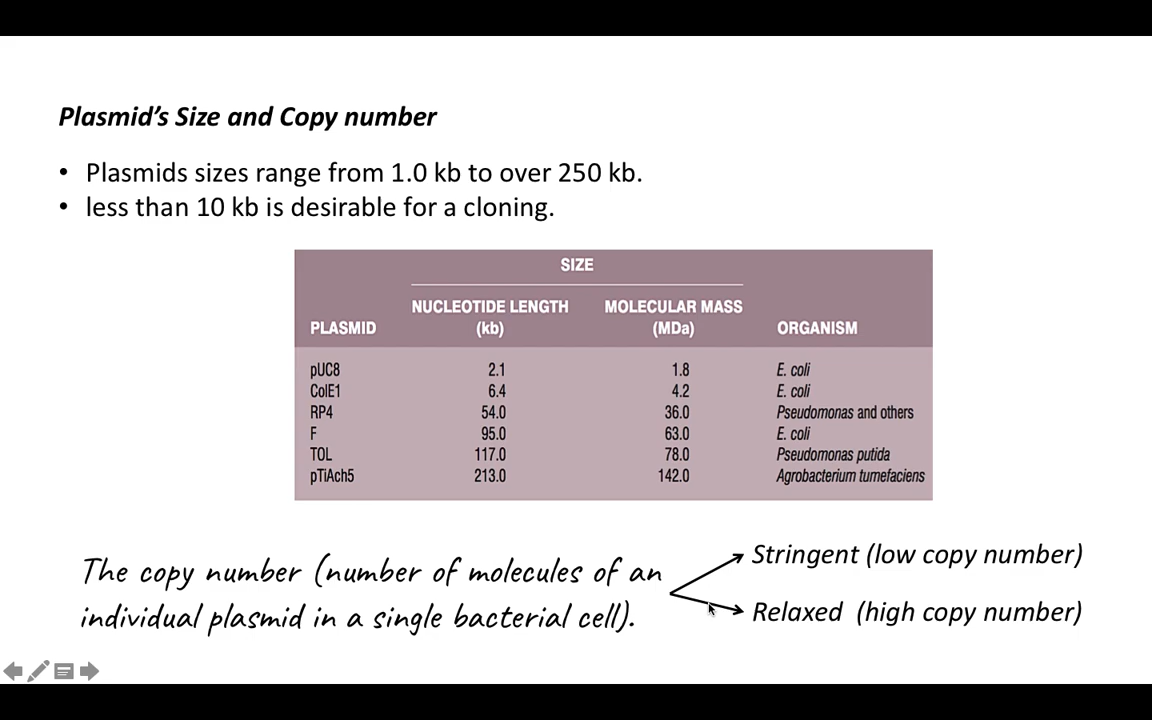 Plasmid's Size and Copy number
• Plasmids sizes range from 1.0 kb to over 250 kb.
• less than 10 kb is desirable for a cloning.
SIZE
NUCLEOTIDE LENGTH MOLECULAR MASS
PLASMID (kb) (MDa) ORGANISM
pUC8 2.1 1.8 E. coli
ColE1 6.4 4.2 E. coli
RP4 54.0 36.0 Pseudomonas and others
F 95.0 63.0 E. coli
TOL 117.0 78.0 Pseudomonas putida
pTiAch5 213.0 142.0 Agrobacterium tumefaciens
The copy number (number of molecules of an
individual plasmid in a single bacterial cell).
Stringent (low copy number)
Relaxed (high copy number)